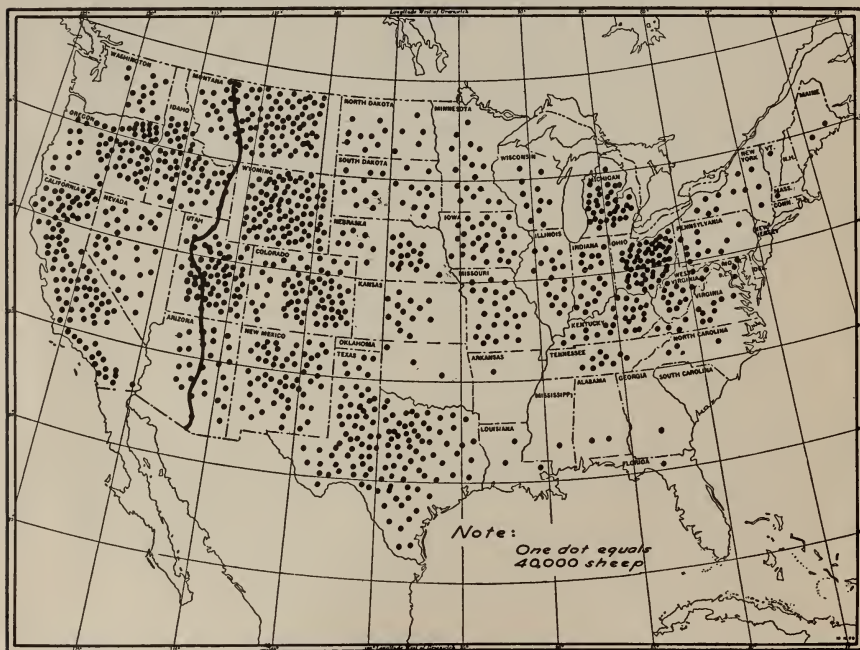 Longitude West of Greenwich
WASHINGTON
MONTANA
NORTH DAKOTA
MINNESOTA
MAINE
IDAHO
OREGON
SOUTH DAKOTA
WISCONSIN
MICHIGAN
NEW
YORK
VT.
N.H.
WYOMING
MASS.
CONN.
CALIFORNIA
NEVADA
UTAH
NEBRASKA
IOWA
ILLINOIS
INDIANA
OHIO
PENNSYLVANIA
NEW
JERSEY
COLORADO
KANSAS
MISSOURI
WEST
VIRGINIA
DEL.
VIRGINIA
ARIZONA
NEW MEXICO
OKLAHOMA
TEXAS
KENTUCKY
NORTH CAROLINA
ARKANSAS
TENNESSEE
ALABAMA
GEORGIA
SOUTH CAROLINA
MISSISSIPPI
LOUISIANA
FLORIDA
Note:
One dot equals
40,000 sheep
Longitude West of Greenwich